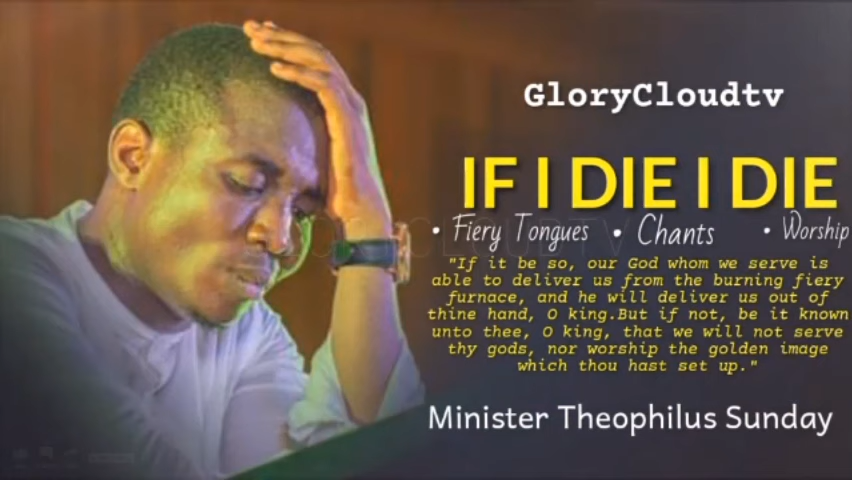 GloryCloudtv
IF I DIE I DIE
• Fiery Tongues • Chants • Worship
"If it be so, our God whom we serve is
able to deliver us from the burning fiery
furnace, and he will deliver us out of
thine hand, O king.But if not, be it known
unto thee, O king, that we will not serve
thy gods, nor worship the golden image
which thou hast set up."
Minister Theophilus Sunday